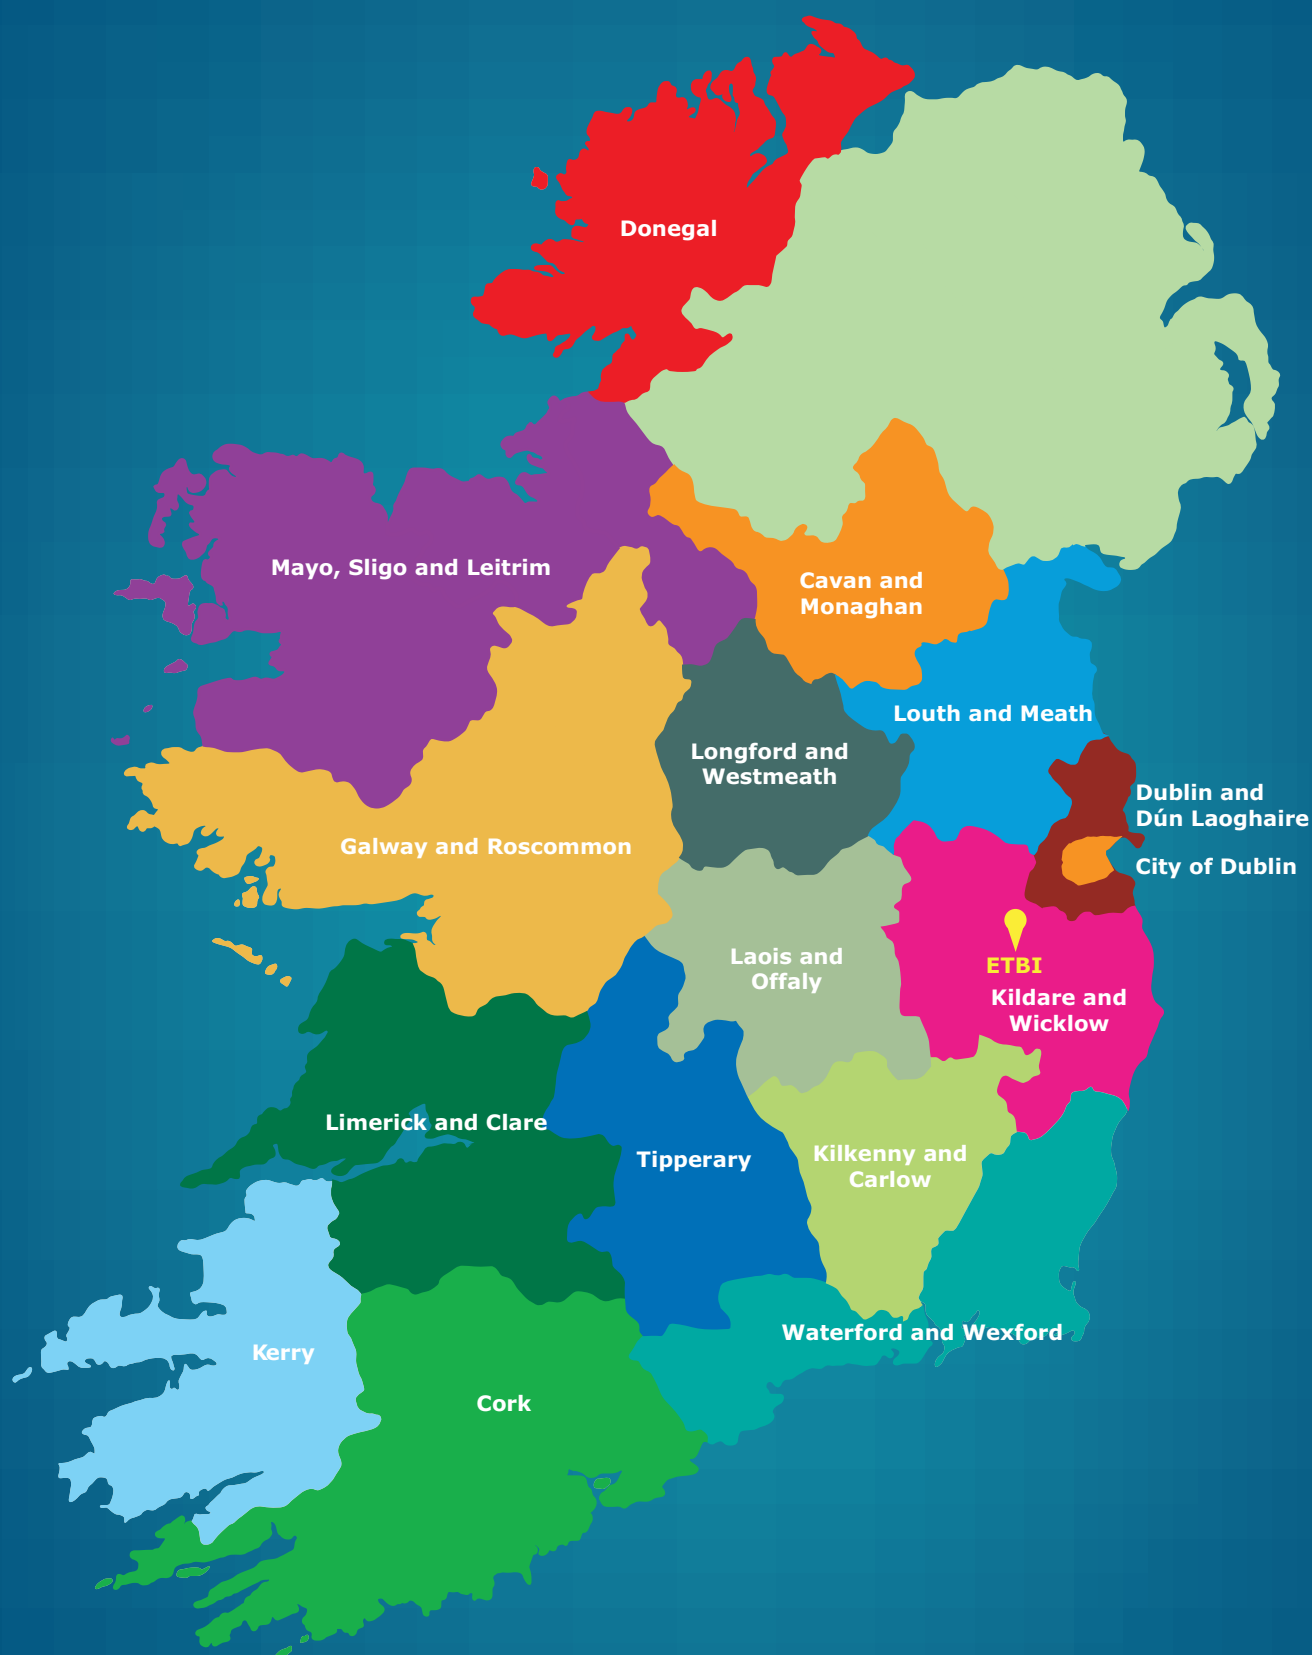 Donegal
Mayo, Sligo and Leitrim
Cavan and
Monaghan
Louth and Meath
Longford and
Westmeath
Dublin and
Dún Laoghaire
Galway and Roscommon
City of Dublin
Laois and
Offaly
ETBI
Kildare and
Wicklow
Limerick and Clare
Tipperary
Kilkenny and
Carlow
Waterford and Wexford
Kerry
Cork